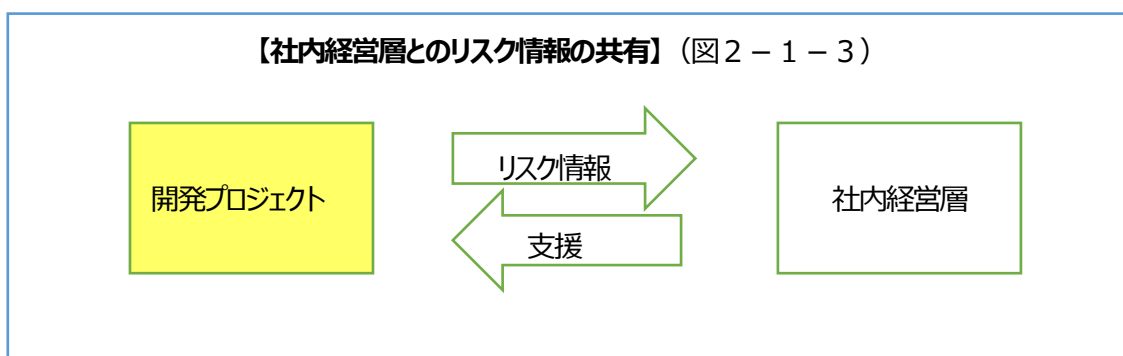 【社内経営層とのリスク情報の共有】（図２－１－３）
リスク情報
開発プロジェクト
社内経営層
支援